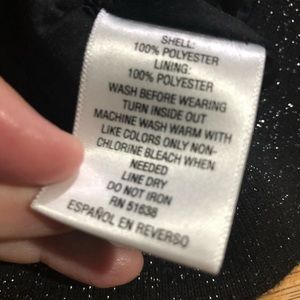 SHELL:
100% POLYESTER
LINING:
100% POLYESTER
WASH BEFORE WEARING
TURN INSIDE OUT
MACHINE WASH WARM WITH
LIKE COLORS ONLY NON-
CHLORINE BLEACH WHEN
NEEDED
LINE DRY
DO NOT IRON
RN 51638
ESPAÑOL EN REVERSO